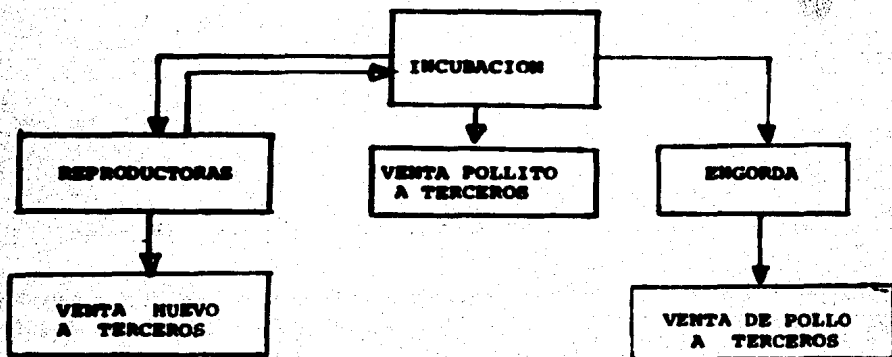 INCUBACION
REPRODUCTORAS
VENTA POLLITO
A TERCEROS
ENGORDA
VENTA HUEVO
A TERCEROS
VENTA DE POLLO
A TERCEROS